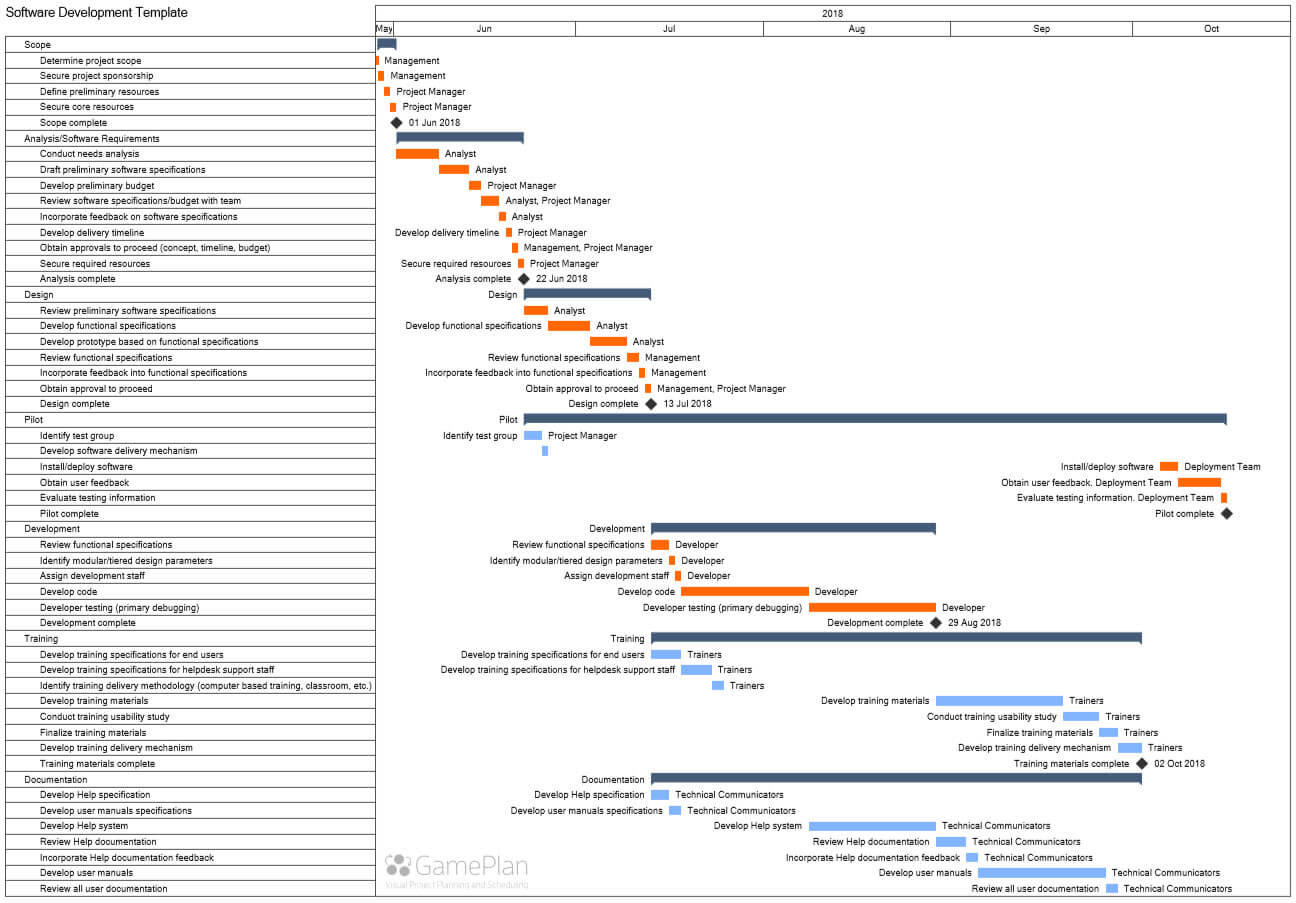 Software Development Template
2018
May Jun Jul Aug Sep Oct
Scope
Determine project scope Management
Secure project sponsorship Management
Define preliminary resources Project Manager
Secure core resources Project Manager
Scope complete 01 Jun 2018
Analysis/Software Requirements
Conduct needs analysis Analyst
Draft preliminary software specifications Analyst
Develop preliminary budget Project Manager
Review software specifications/budget with team Analyst, Project Manager
Incorporate feedback on software specifications Analyst
Develop delivery timeline Develop delivery timeline Project Manager
Obtain approvals to proceed (concept, timeline, budget) Management, Project Manager
Secure required resources Secure required resources Project Manager
Analysis complete Analysis complete 22 Jun 2018
Design Design
Review preliminary software specifications Analyst
Develop functional specifications Develop functional specifications Analyst
Develop prototype based on functional specifications Analyst
Review functional specifications Review functional specifications Management
Incorporate feedback into functional specifications Incorporate feedback into functional specifications Management
Obtain approval to proceed Obtain approval to proceed Management, Project Manager
Design complete Design complete 13 Jul 2018
Pilot Pilot
Identify test group Identify test group Project Manager
Develop software delivery mechanism
Install/deploy software Install/deploy software Deployment Team
Obtain user feedback Obtain user feedback. Deployment Team
Evaluate testing information Evaluate testing information. Deployment Team
Pilot complete Pilot complete
Development Development
Review functional specifications Review functional specifications Developer
Identify modular/tiered design parameters Identify modular/tiered design parameters Developer
Assign development staff Assign development staff Developer
Develop code Develop code Developer
Developer testing (primary debugging) Developer testing (primary debugging) Developer
Development complete Development complete 29 Aug 2018
Training Training
Develop training specifications for end users Develop training specifications for end users Trainers
Develop training specifications for helpdesk support staff Develop training specifications for helpdesk support staff Trainers
Identify training delivery methodology (computer based training, classroom, etc.) Trainers
Develop training materials Develop training materials Trainers
Conduct training usability study Conduct training usability study Trainers
Finalize training materials Finalize training materials Trainers
Develop training delivery mechanism Develop training delivery mechanism Trainers
Training materials complete Training materials complete 02 Oct 2018
Documentation Documentation
Develop Help specification Develop Help specification Technical Communicators
Develop user manuals specifications Develop user manuals specifications Technical Communicators
Develop Help system Develop Help system Technical Communicators
Review Help documentation Review Help documentation Technical Communicators
Incorporate Help documentation feedback Incorporate Help documentation feedback Technical Communicators
Develop user manuals Develop user manuals Technical Communicators
Review all user documentation Review all user documentation Technical Communicators
GamePlan
Visual Project Planning and Scheduling